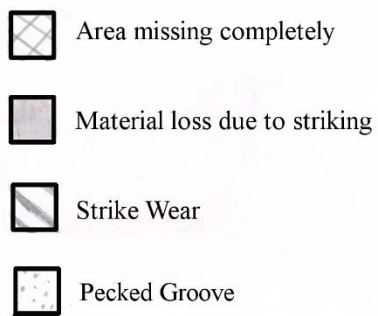 Area missing completely
Material loss due to striking
Strike Wear
Pecked Groove